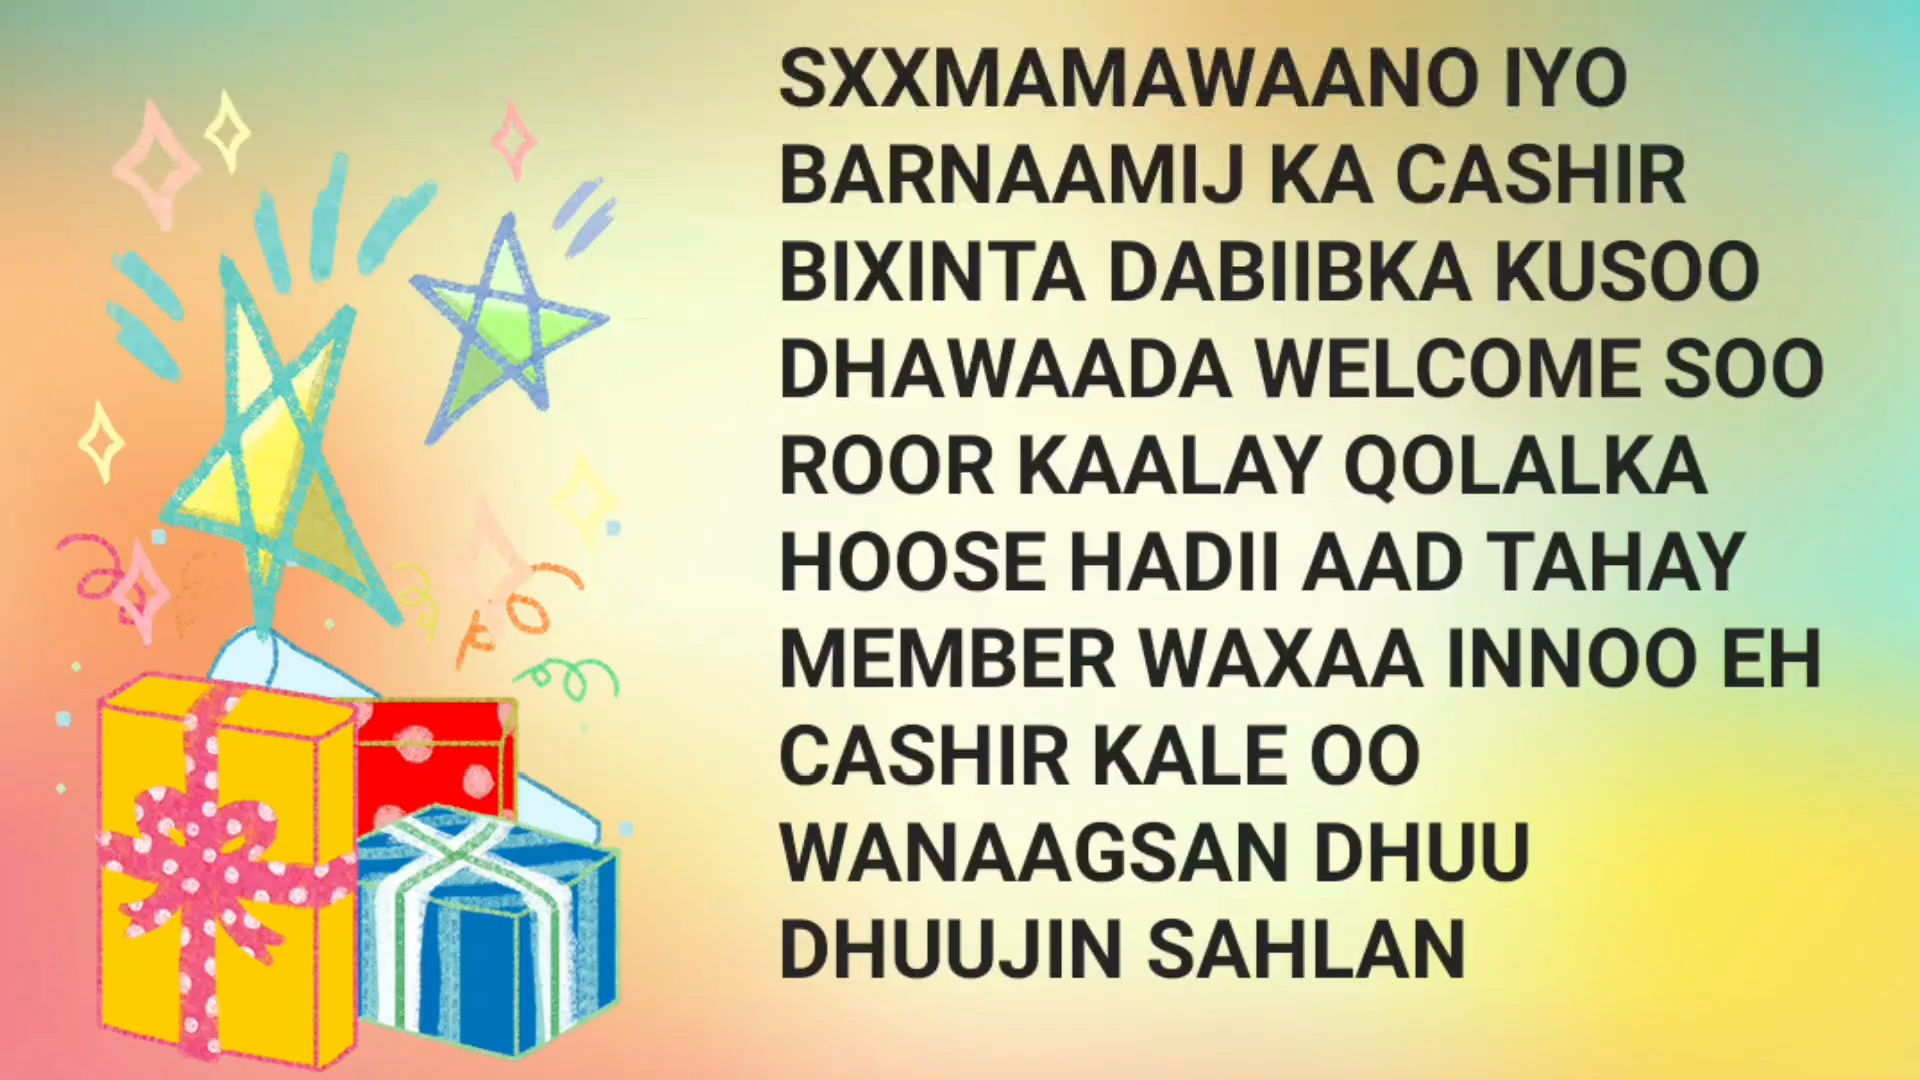 SXXMAMAWAANO IYO
BARNAAMIJ KA CASHIR
BIXINTA DABIIBKA KUSOO
DHAWAADA WELCOME SOO
ROOR KAALAY QOLALKA
HOOSE HADII AAD TAHAY
MEMBER WAXAA INNOO EH
CASHIR KALE OO
WANAAGSAN DHUU
DHUUJIN SAHLAN